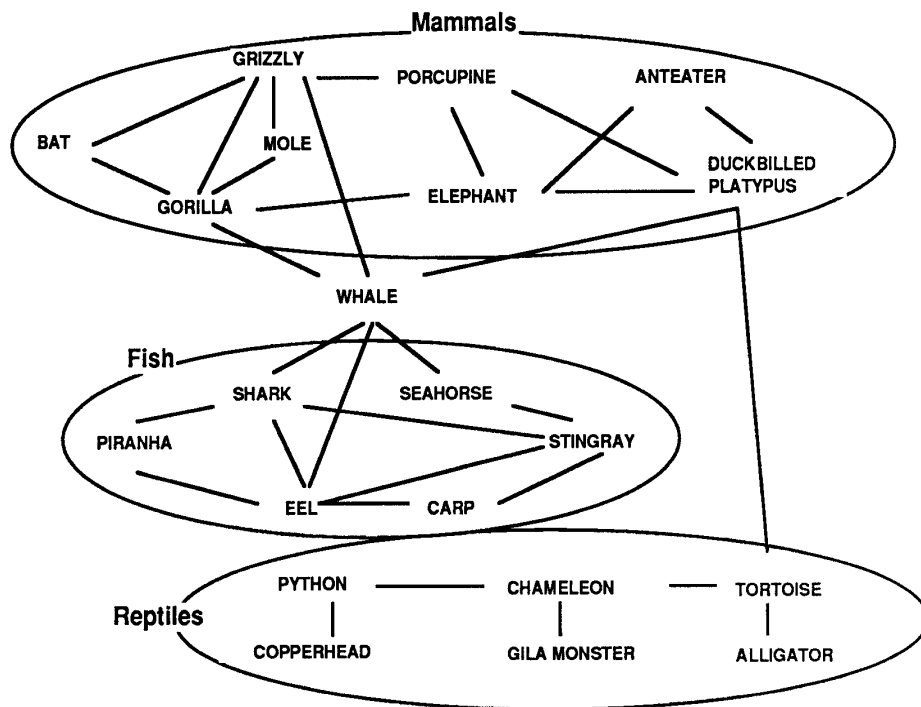 Mammals
GRIZZLY
PORCUPINE
ANTEATER
BAT
MOLE
DUCKBILLED
PLATYPUS
ELEPHANT
GORILLA
WHALE
Fish
SHARK
SEAHORSE
PIRANHA
STINGRAY
EEL
CARP
PYTHON
CHAMELEON
TORTOISE
Reptiles
COPPERHEAD
GILA MONSTER
ALLIGATOR